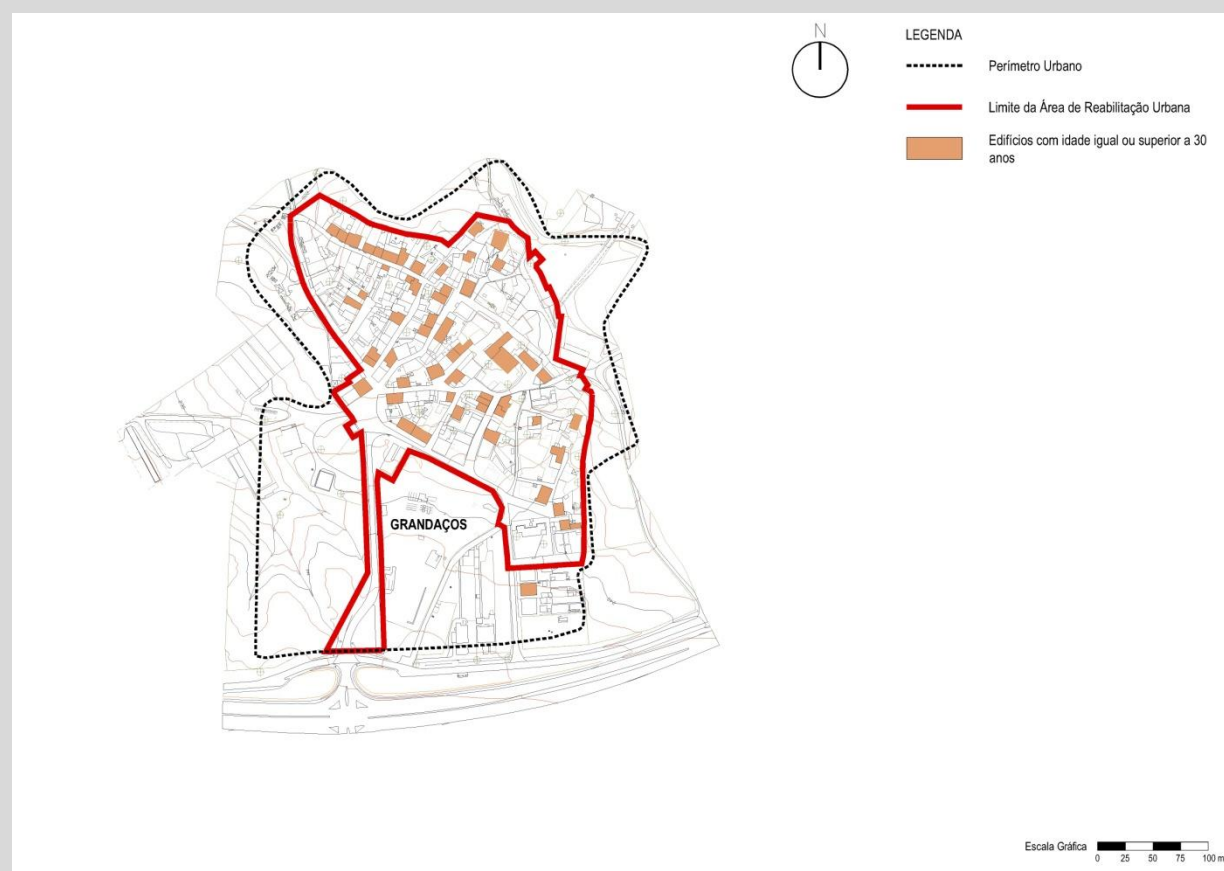 N
LEGENDA
Perímetro Urbano
Limite da Área de Reabilitação Urbana
Edifícios com idade igual ou superior a 30
anos
GRANDAÇOS
Escala Gráfica
0 25 50 75 100 m